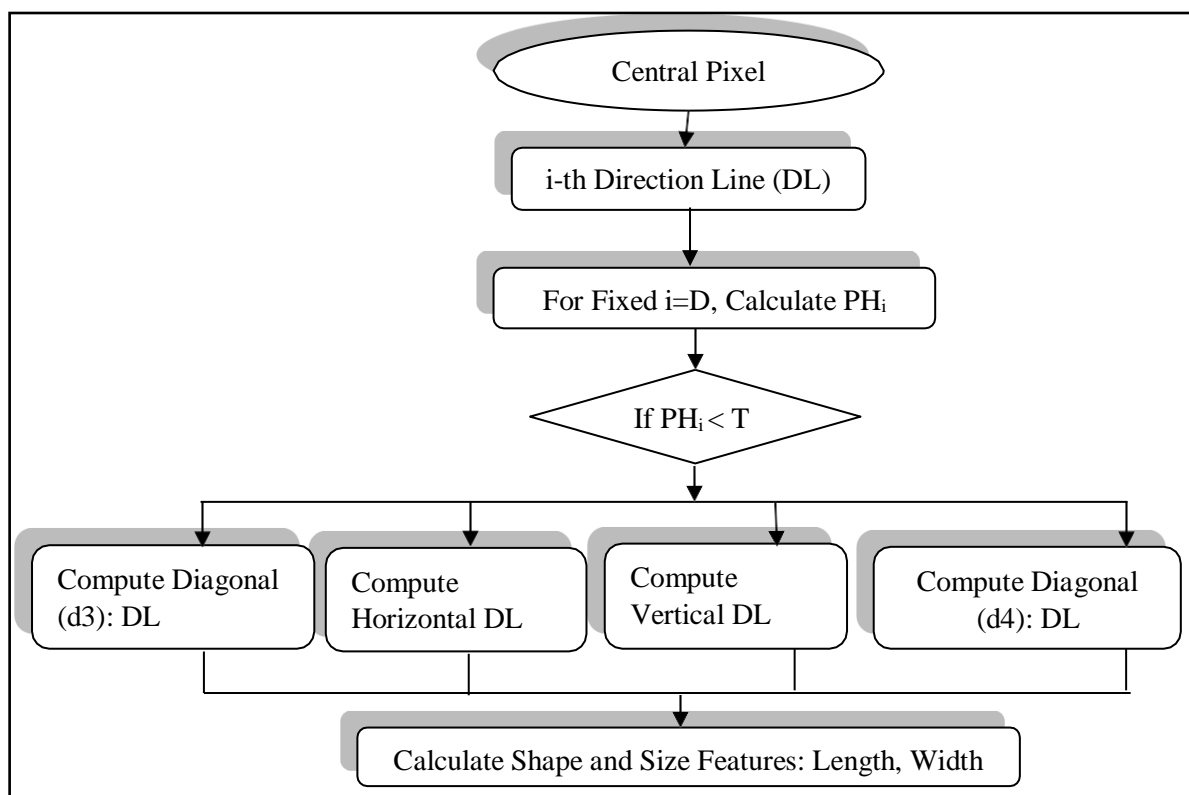 Central Pixel
i-th Direction Line (DL)
For Fixed i=D, Calculate PHᵢ
If PHᵢ < T
Compute Diagonal
(d3): DL
Compute
Horizontal DL
Compute
Vertical DL
Compute Diagonal
(d4): DL
Calculate Shape and Size Features: Length, Width